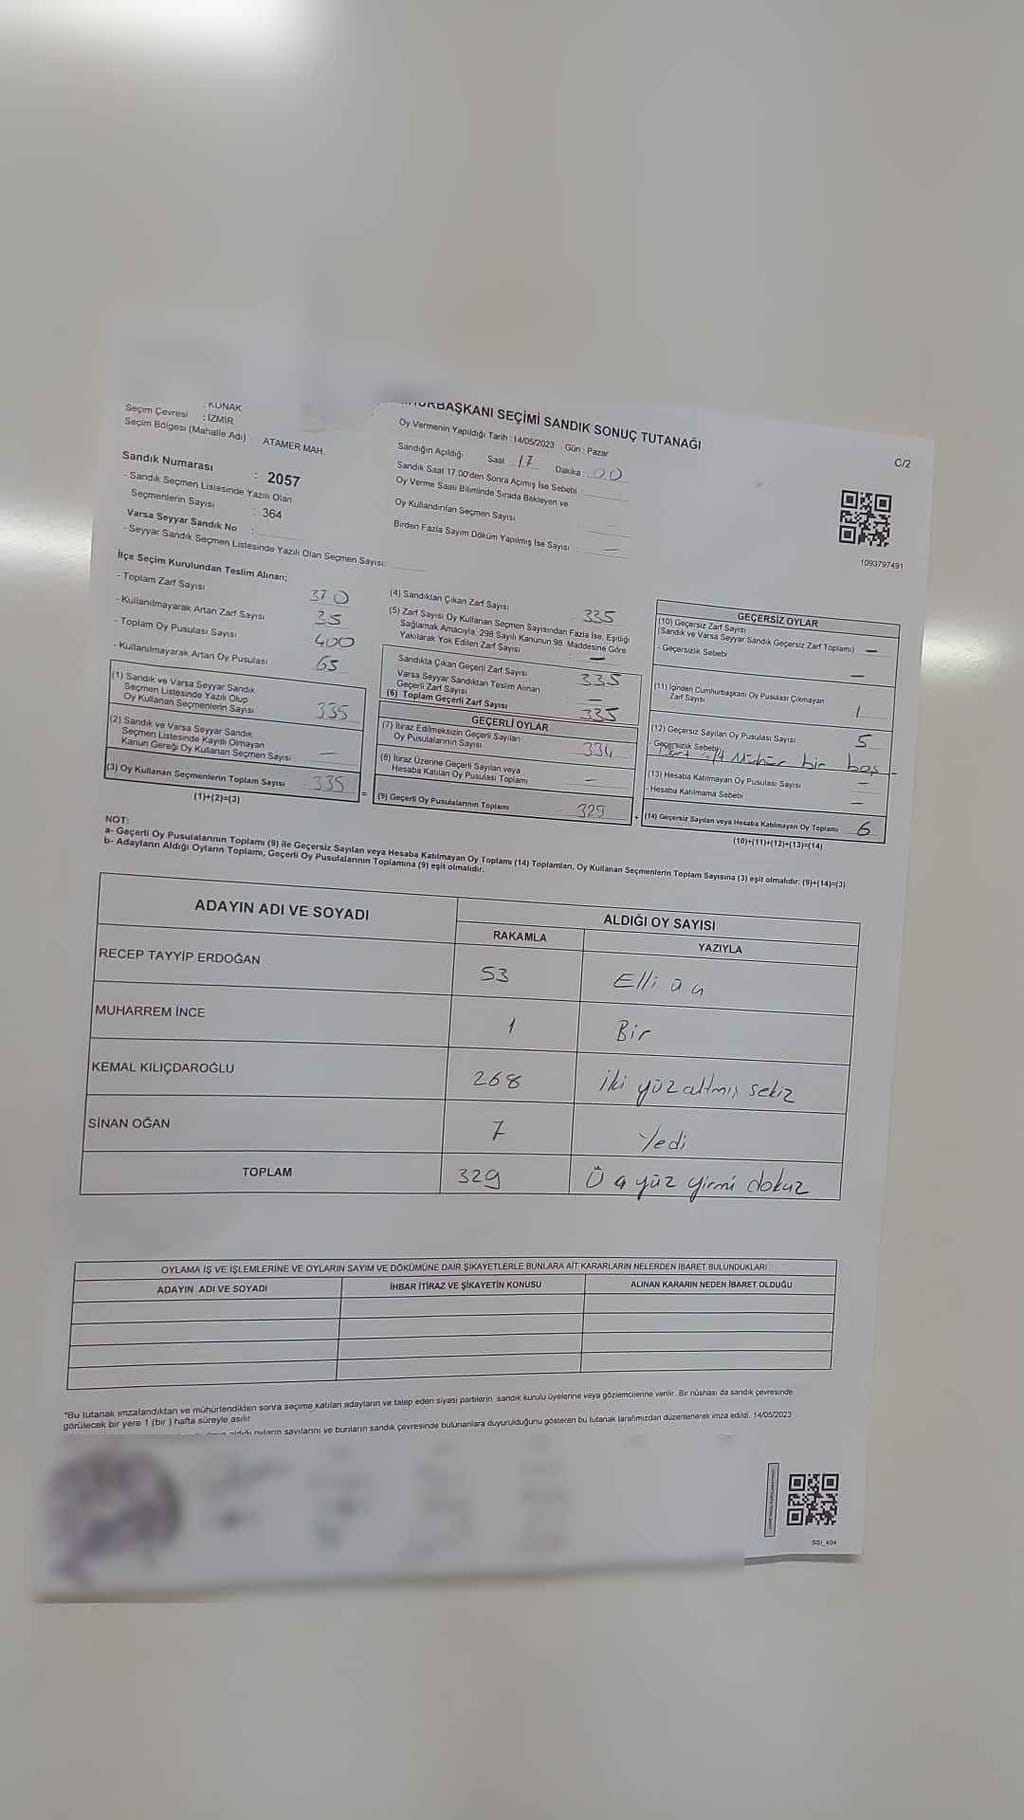 : KONAK
Seçim Çevresi : İZMİR
Seçim Bölgesi (Mahalle Adı) ATAMER MAH.
Sandık Numarası : 2057
- Sandık Seçmen Listesinde Yazılı Olan
Seçmenlerin Sayısı : 364
Varsa Seyyar Sandık No :
- Seyyar Sandık Seçmen Listesinde Yazılı Olan Seçmen Sayısı:
BAŞKANI SEÇİMİ SANDIK SONUÇ TUTANAĞI
Oy Vermenin Yapıldığı Tarih : 14/05/2023 Gün : Pazar
Sandığın Açıldığı Saat 17 Dakika : 00
Sandık Saat 17.00'den Sonra Açmış İse Sebebi
Oy Verme Saati Bitiminde Sırada Bekleyen ve
Oy Kullandırılan Seçmen Sayısı
Birden Fazla Sayım Döküm Yapılmış İse Sayısı : —
C/2
1093797491
İlçe Seçim Kurulundan Teslim Alınan;
- Toplam Zarf Sayısı 370
- Kullanılmayarak Artan Zarf Sayısı 35
- Toplam Oy Pusulası Sayısı 400
- Kullanılmayarak Artan Oy Pusulası 65
(1) Sandık ve Varsa Seyyar Sandık
Seçmen Listesinde Yazılı Olup
Oy Kullanan Seçmenlerin Sayısı 335
(2) Sandık ve Varsa Seyyar Sandık
Seçmen Listesinde Kayıtlı Olmayan
Kanun Gereği Oy Kullanan Seçmen Sayısı : —
(3) Oy Kullanan Seçmenlerin Toplam Sayısı : 335
(1)+(2)=(3)
(4) Sandıktan Çıkan Zarf Sayısı : 335
(5) Zarf Sayısı Oy Kullanan Seçmen Sayısından Fazla İse, Eşitliği
Sağlamak Amacıyla, 298 Sayılı Kanunun 98. Maddesine Göre
Yakılarak Yok Edilen Zarf Sayısı : —
Sandıkta Çıkan Geçerli Zarf Sayısı 335
Varsa Seyyar Sandıktan Teslim Alınan
Geçerli Zarf Sayısı —
(6) Toplam Geçerli Zarf Sayısı 335
GEÇERLİ OYLAR
(7) İtiraz Edilmeksizin Geçerli Sayılan
Oy Pusulalarının Sayısı 334
(8) İtiraz Üzerine Geçerli Sayılan veya
Hesaba Katılan Oy Pusulası Toplamı : —
= (9) Geçerli Oy Pusulalarının Toplamı 329
GEÇERSİZ OYLAR
(10) Geçersiz Zarf Sayısı
(Sandık ve Varsa Seyyar Sandık Geçersiz Zarf Toplamı) —
- Geçersizlik Sebebi —
(11) İçinden Cumhurbaşkanı Oy Pusulası Çıkmayan
Zarf Sayısı 1
(12) Geçersiz Sayılan Oy Pusulası Sayısı 5
- Geçersizlik Sebebi Mühür bir boş
(13) Hesaba Katılmayan Oy Pusulası Sayısı —
- Hesaba Katılmama Sebebi —
+ (14) Geçersiz Sayılan veya Hesaba Katılmayan Oy Toplamı 6
(10)+(11)+(12)+(13)=(14)
NOT:
a- Geçerli Oy Pusulalarının Toplamı (9) ile Geçersiz Sayılan veya Hesaba Katılmayan Oy Toplamı (14) Toplamları, Oy Kullanan Seçmenlerin Toplam Sayısına (3) eşit olmalıdır. (9)+(14)=(3)
b- Adayların Aldığı Oyların Toplamı, Geçerli Oy Pusulalarının Toplamına (9) eşit olmalıdır.
ADAYIN ADI VE SOYADI ALDIĞI OY SAYISI
RAKAMLA YAZIYLA
RECEP TAYYİP ERDOĞAN 53 Elli üç
MUHARREM İNCE 1 Bir
KEMAL KILIÇDAROĞLU 268 iki yüz altmış sekiz
SİNAN OĞAN 7 Yedi
TOPLAM 329 Üç yüz yirmi dokuz
OYLAMA İŞ VE İŞLEMLERİNE VE OYLARIN SAYIM VE DÖKÜMÜNE DAİR ŞİKAYETLERLE BUNLARA AİT KARARLARIN NELERDEN İBARET BULUNDUKLARI
ADAYIN ADI VE SOYADI İHBAR İTİRAZ VE ŞİKAYETİN KONUSU ALINAN KARARIN NEDEN İBARET OLDUĞU
*Bu tutanak imzalandıktan ve mühürlendikten sonra seçime katılan adayların ve talep eden siyasi partilerin sandık kurulu üyelerine veya gözlemcilerine verilir. Bir nüshası da sandık çevresinde
görülecek bir yere 1 (bir) hafta süreyle asılır.
aldığı oyların sayılarını ve bunların sandık çevresinde bulunanlara duyurulduğunu gösteren bu tutanak tarafımızdan düzenlenerek imza edildi. 14/05/2023